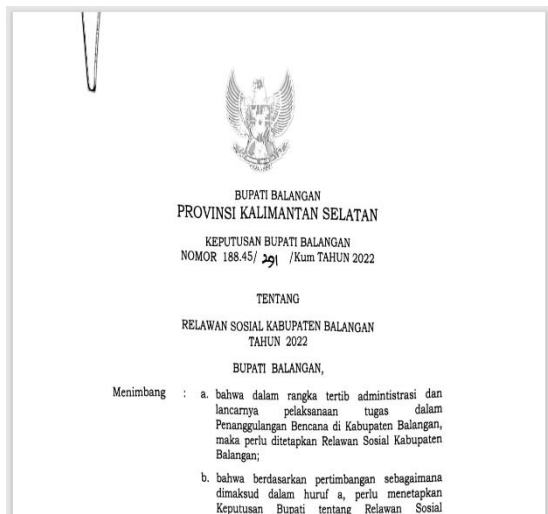 BUPATI BALANGAN
PROVINSI KALIMANTAN SELATAN
KEPUTUSAN BUPATI BALANGAN
NOMOR 188.45/ 291 /Kum TAHUN 2022
TENTANG
RELAWAN SOSIAL KABUPATEN BALANGAN
TAHUN 2022
BUPATI BALANGAN,
Menimbang : a. bahwa dalam rangka tertib admintistrasi dan
lancarnya pelaksanaan tugas dalam
Penanggulangan Bencana di Kabupaten Balangan,
maka perlu ditetapkan Relawan Sosial Kabupaten
Balangan;
b. bahwa berdasarkan pertimbangan sebagaimana
dimaksud dalam huruf a, perlu menetapkan
Keputusan Bupati tentang Relawan Sosial